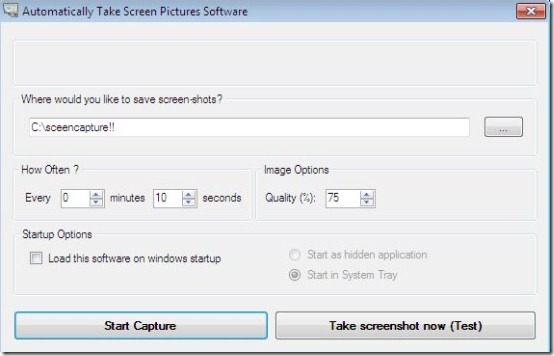 Automatically Take Screen Pictures Software
Where would you like to save screen-shots?
C:\sceencapture!!
...
How Often ?
Every 0 minutes 10 seconds
Image Options
Quality (%): 75
Startup Options
Load this software on windows startup
Start as hidden application
Start in System Tray
Start Capture
Take screenshot now (Test)